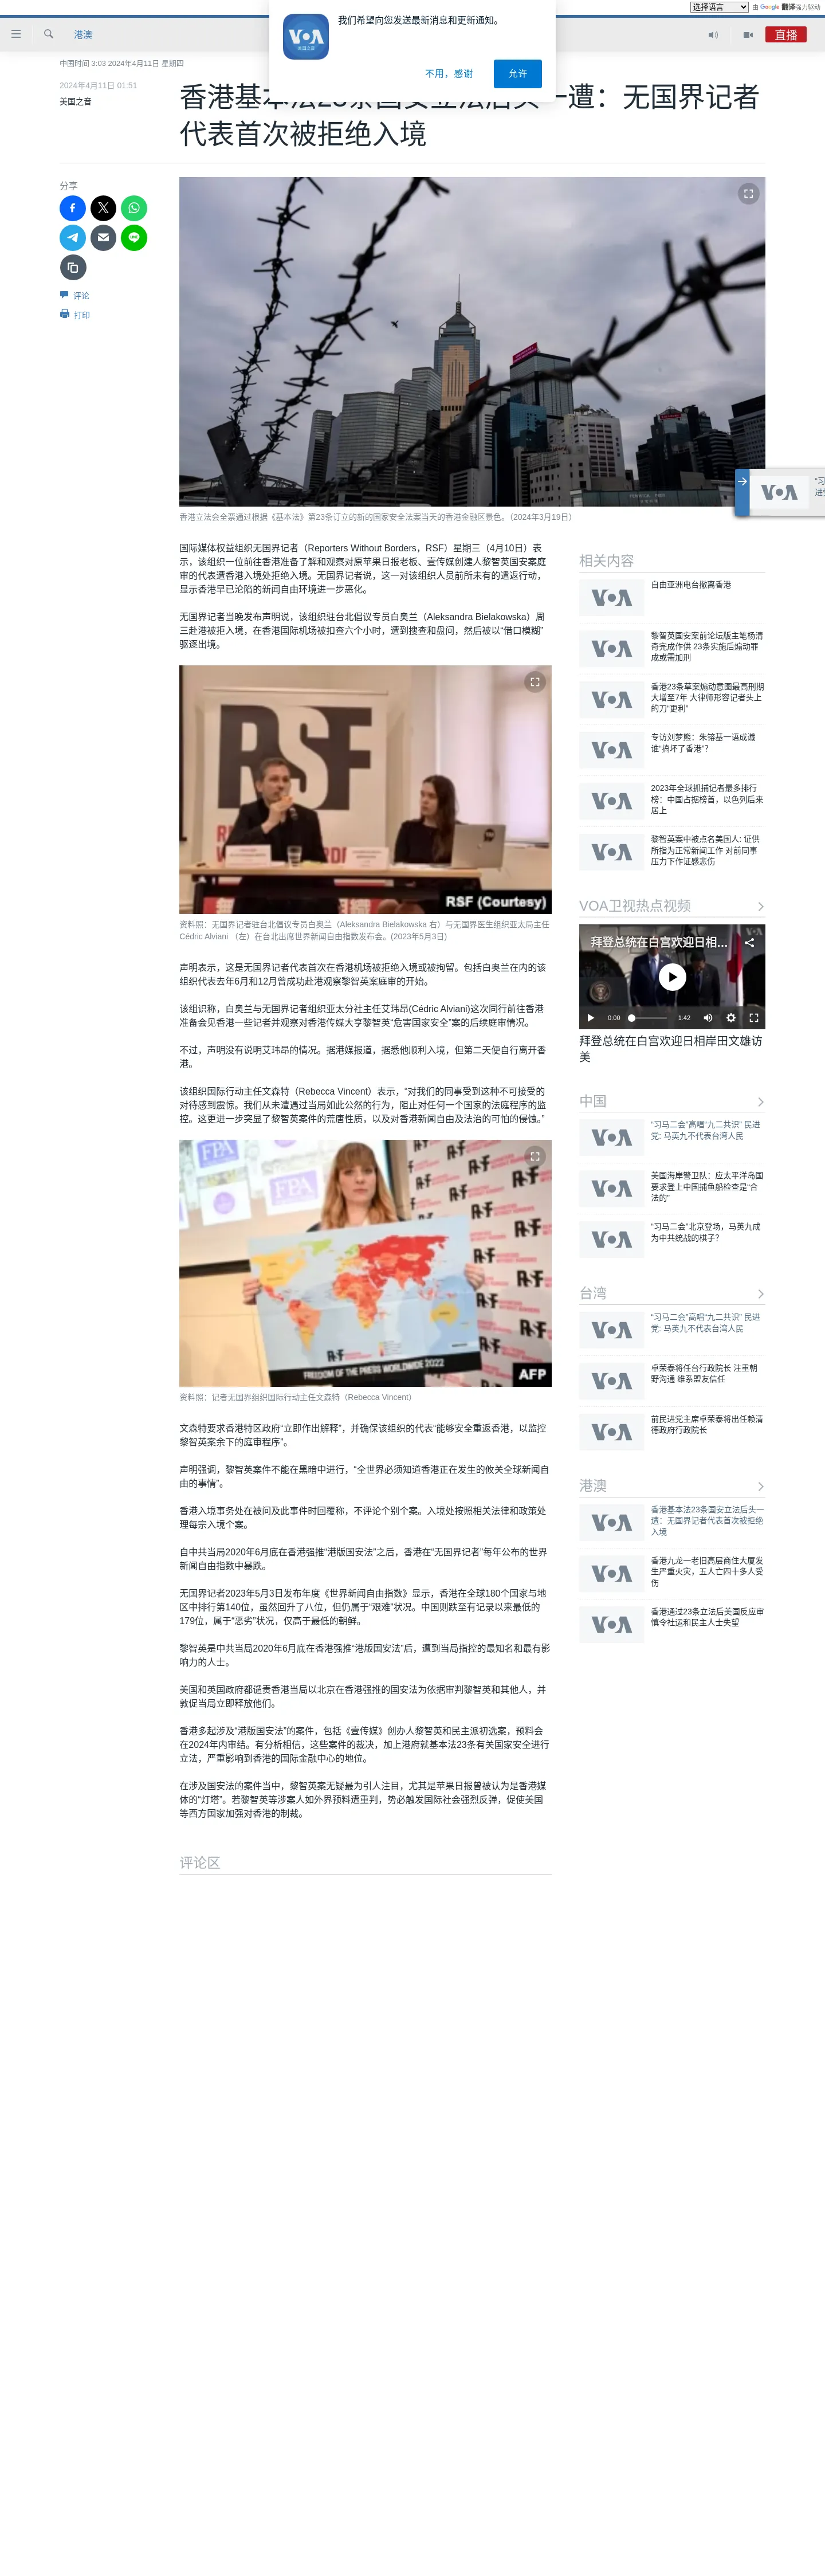 选择语言 由 Google 翻译强力驱动
我们希望向您发送最新消息和更新通知。
VOA
美国之音
不用，感谢 允许
港澳
直播
中国时间 3:03 2024年4月11日 星期四
2024年4月11日 01:51
美国之音
香港基本法23条国安立法后头一遭：无国界记者
代表首次被拒绝入境
分享
评论
打印
香港立法会全票通过根据《基本法》第23条订立的新的国家安全法案当天的香港金融区景色。（2024年3月19日）
VOA
国际媒体权益组织无国界记者（Reporters Without Borders，RSF）星期三（4月10日）表
示，该组织一位前往香港准备了解和观察对原苹果日报老板、壹传媒创建人黎智英国安案庭
审的代表遭香港入境处拒绝入境。无国界记者说，这一对该组织人员前所未有的遣返行动，
显示香港早已沦陷的新闻自由环境进一步恶化。
无国界记者当晚发布声明说，该组织驻台北倡议专员白奥兰（Aleksandra Bielakowska）周
三赴港被拒入境，在香港国际机场被扣查六个小时，遭到搜查和盘问，然后被以“借口模糊”
驱逐出境。
RSF
RSF (Courtesy)
资料照：无国界记者驻台北倡议专员白奥兰（Aleksandra Bielakowska 右）与无国界医生组织亚太局主任
Cédric Alviani （左）在台北出席世界新闻自由指数发布会。(2023年5月3日)
声明表示，这是无国界记者代表首次在香港机场被拒绝入境或被拘留。包括白奥兰在内的该
组织代表去年6月和12月曾成功赴港观察黎智英案庭审的开始。
该组识称，白奥兰与无国界记者组织亚太分社主任艾玮昂(Cédric Alviani)这次同行前往香港
准备会见香港一些记者并观察对香港传媒大亨黎智英“危害国家安全”案的后续庭审情况。
不过，声明没有说明艾玮昂的情况。据港媒报道，据悉他顺利入境，但第二天便自行离开香
港。
该组织国际行动主任文森特（Rebecca Vincent）表示，“对我们的同事受到这种不可接受的
对待感到震惊。我们从未遭遇过当局如此公然的行为，阻止对任何一个国家的法庭程序的监
控。这更进一步突显了黎智英案件的荒唐性质，以及对香港新闻自由及法治的可怕的侵蚀。”
FPA
RSF
FREEDOM OF THE PRESS WORLDWIDE 2022
AFP
资料照：记者无国界组织国际行动主任文森特（Rebecca Vincent）
文森特要求香港特区政府“立即作出解释”，并确保该组织的代表“能够安全重返香港，以监控
黎智英案余下的庭审程序”。
声明强调，黎智英案件不能在黑暗中进行，“全世界必须知道香港正在发生的攸关全球新闻自
由的事情”。
香港入境事务处在被问及此事件时回覆称，不评论个别个案。入境处按照相关法律和政策处
理每宗入境个案。
自中共当局2020年6月底在香港强推“港版国安法”之后，香港在“无国界记者”每年公布的世界
新闻自由指数中暴跌。
无国界记者2023年5月3日发布年度《世界新闻自由指数》显示，香港在全球180个国家与地
区中排行第140位，虽然回升了八位，但仍属于“艰难”状况。中国则跌至有记录以来最低的
179位，属于“恶劣”状况，仅高于最低的朝鲜。
黎智英是中共当局2020年6月底在香港强推“港版国安法”后，遭到当局指控的最知名和最有影
响力的人士。
美国和英国政府都谴责香港当局以北京在香港强推的国安法为依据审判黎智英和其他人，并
敦促当局立即释放他们。
香港多起涉及“港版国安法”的案件，包括《壹传媒》创办人黎智英和民主派初选案，预料会
在2024年内审结。有分析相信，这些案件的裁决，加上港府就基本法23条有关国家安全进行
立法，严重影响到香港的国际金融中心的地位。
在涉及国安法的案件当中，黎智英案无疑最为引人注目，尤其是苹果日报曾被认为是香港媒
体的“灯塔”。若黎智英等涉案人如外界预料遭重判，势必触发国际社会强烈反弹，促使美国
等西方国家加强对香港的制裁。
评论区
相关内容
VOA 自由亚洲电台撤离香港
VOA 黎智英国安案前论坛版主笔杨清
奇完成作供 23条实施后煽动罪
成或需加刑
VOA 香港23条草案煽动意图最高刑期
大增至7年 大律师形容记者头上
的刀“更利”
VOA 专访刘梦熊：朱镕基一语成谶
谁“搞坏了香港”？
VOA 2023年全球抓捕记者最多排行
榜：中国占据榜首，以色列后来
居上
VOA 黎智英案中被点名美国人: 证供
所指为正常新闻工作 对前同事
压力下作证感悲伤
VOA卫视热点视频
拜登总统在白宫欢迎日相…
0:00 1:42
拜登总统在白宫欢迎日相岸田文雄访
美
中国
VOA “习马二会”高唱“九二共识” 民进
党: 马英九不代表台湾人民
VOA 美国海岸警卫队：应太平洋岛国
要求登上中国捕鱼船检查是“合
法的”
VOA “习马二会”北京登场，马英九成
为中共统战的棋子？
台湾
VOA “习马二会”高唱“九二共识” 民进
党: 马英九不代表台湾人民
VOA 卓荣泰将任台行政院长 注重朝
野沟通 维系盟友信任
VOA 前民进党主席卓荣泰将出任赖清
德政府行政院长
港澳
VOA 香港基本法23条国安立法后头一
遭：无国界记者代表首次被拒绝
入境
VOA 香港九龙一老旧高层商住大厦发
生严重火灾，五人亡四十多人受
伤
VOA 香港通过23条立法后美国反应审
慎令社运和民主人士失望